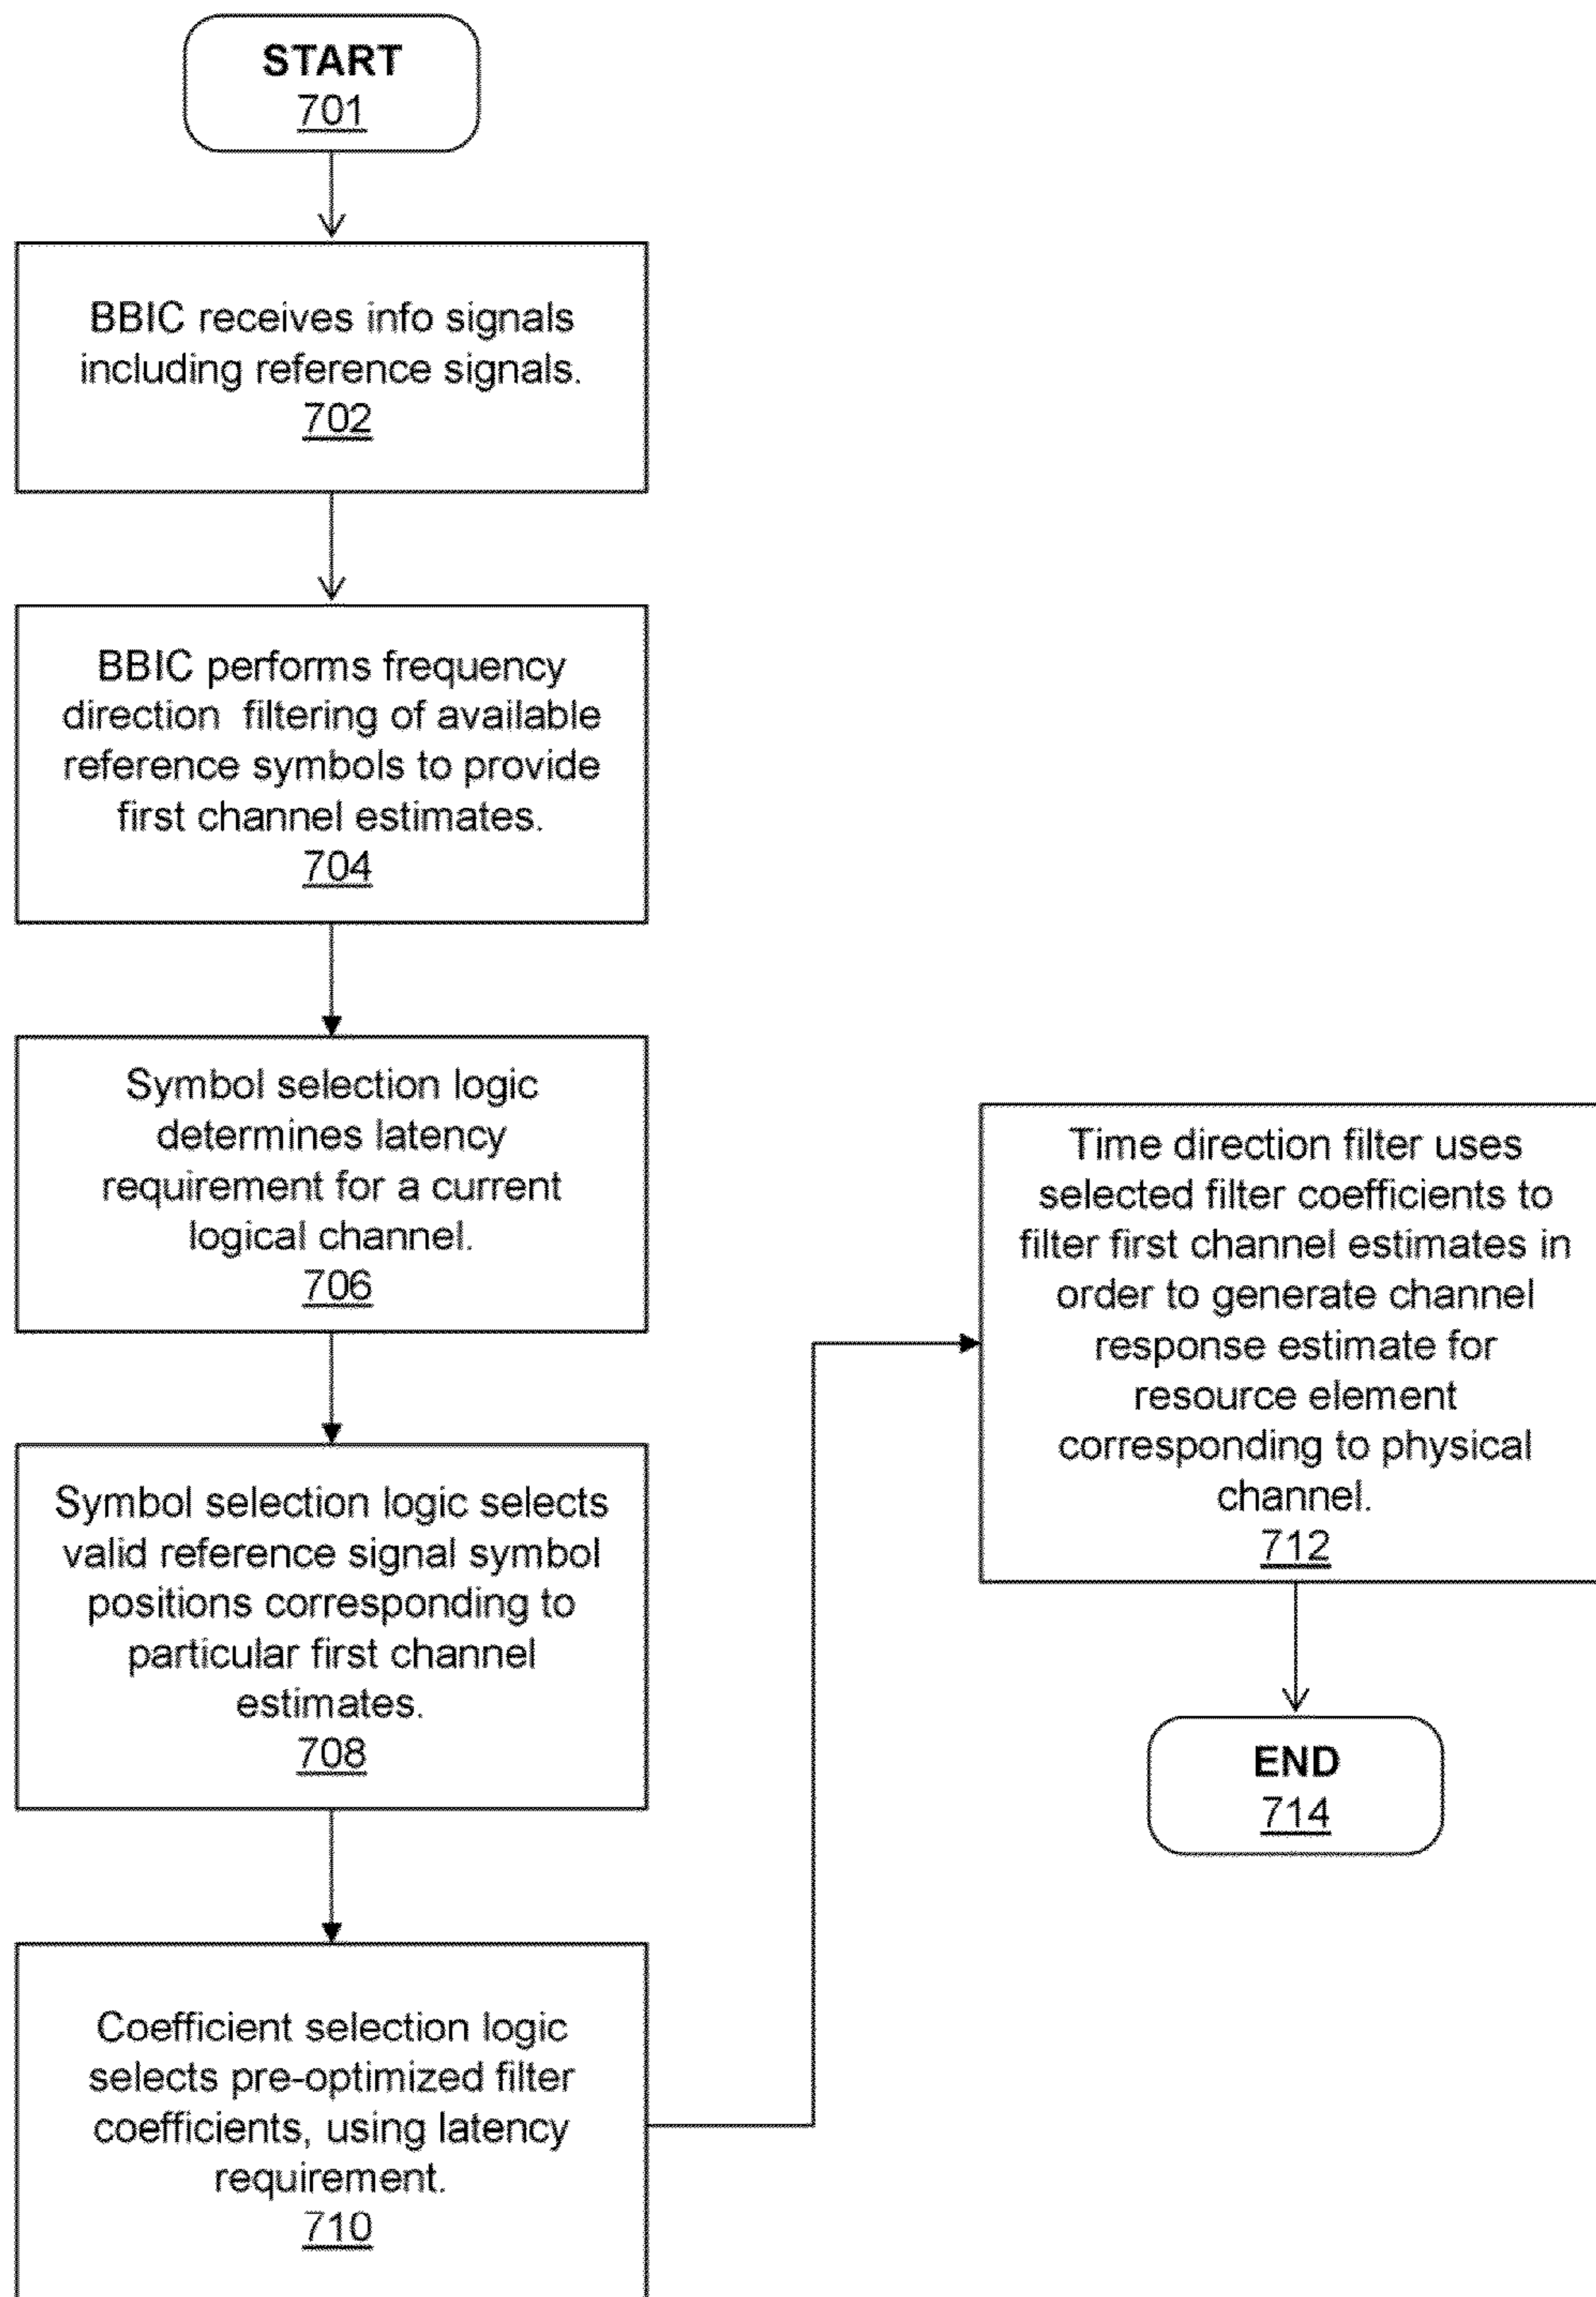 START
701
BBIC receives info signals
including reference signals.
702
BBIC performs frequency
direction filtering of available
reference symbols to provide
first channel estimates.
704
Symbol selection logic
determines latency
requirement for a current
logical channel.
706
Symbol selection logic selects
valid reference signal symbol
positions corresponding to
particular first channel
estimates.
708
Coefficient selection logic
selects pre-optimized filter
coefficients, using latency
requirement.
710
Time direction filter uses
selected filter coefficients to
filter first channel estimates in
order to generate channel
response estimate for
resource element
corresponding to physical
channel.
712
END
714